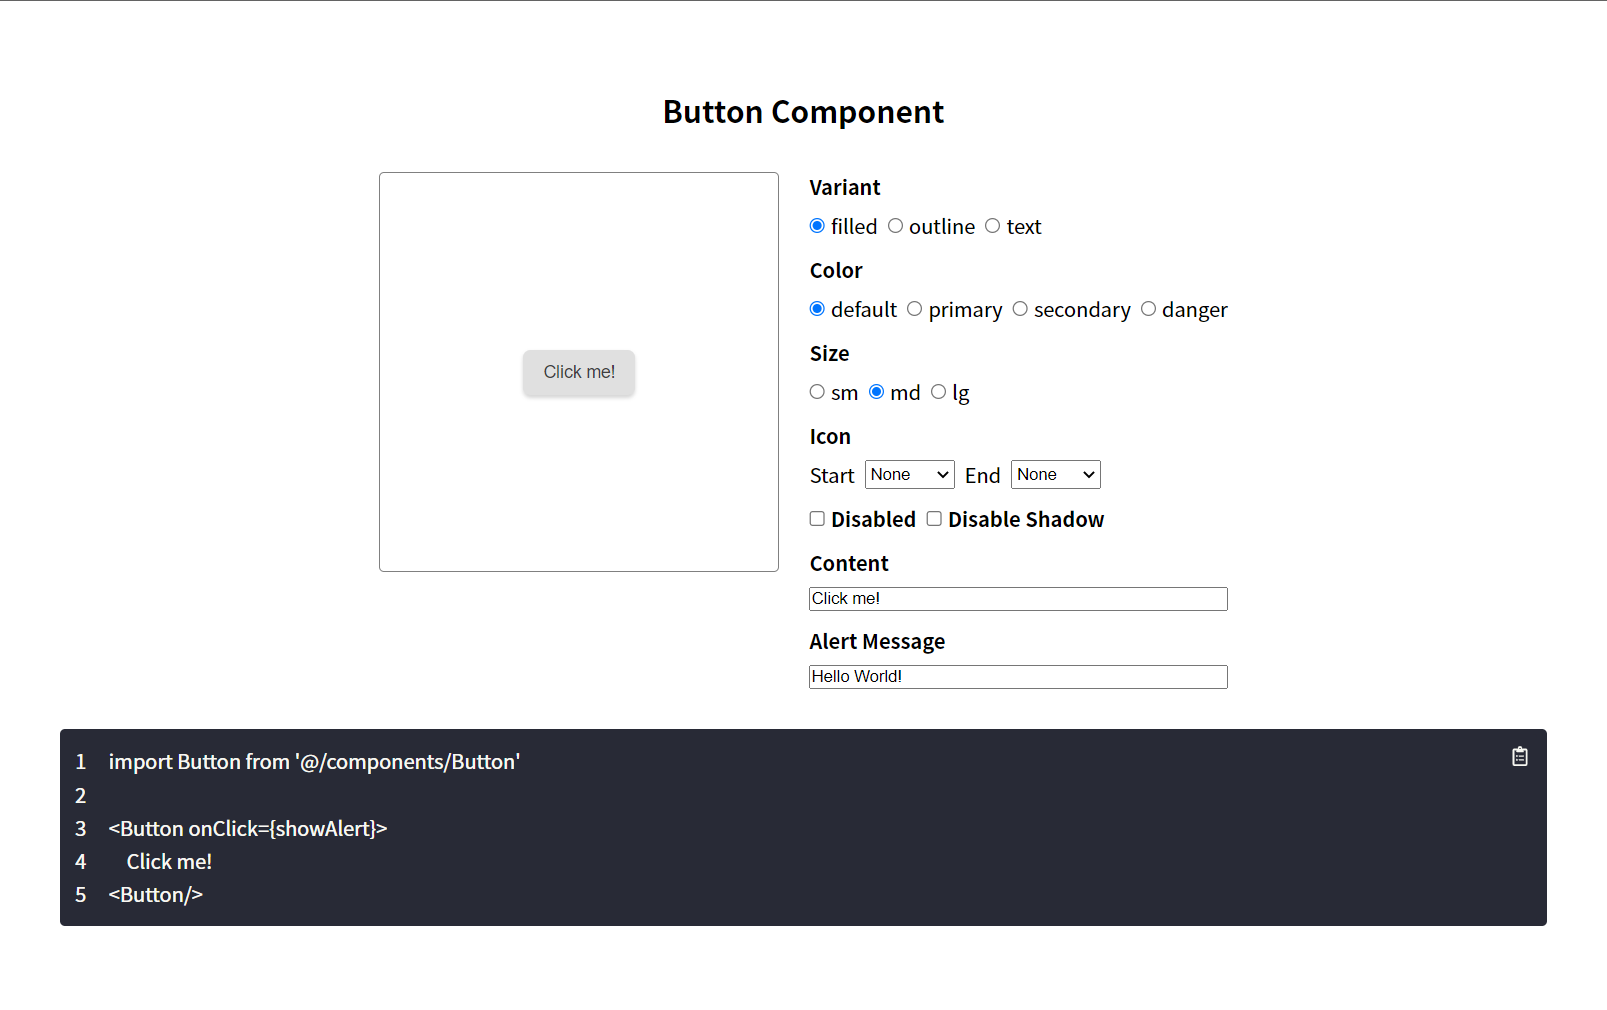 Button Component
Click me!
Variant
filled outline text
Color
default primary secondary danger
Size
sm md lg
Icon
Start None End None
Disabled Disable Shadow
Content
Click me!
Alert Message
Hello World!
1 import Button from '@/components/Button'
2
3 <Button onClick={showAlert}>
4 Click me!
5 <Button/>